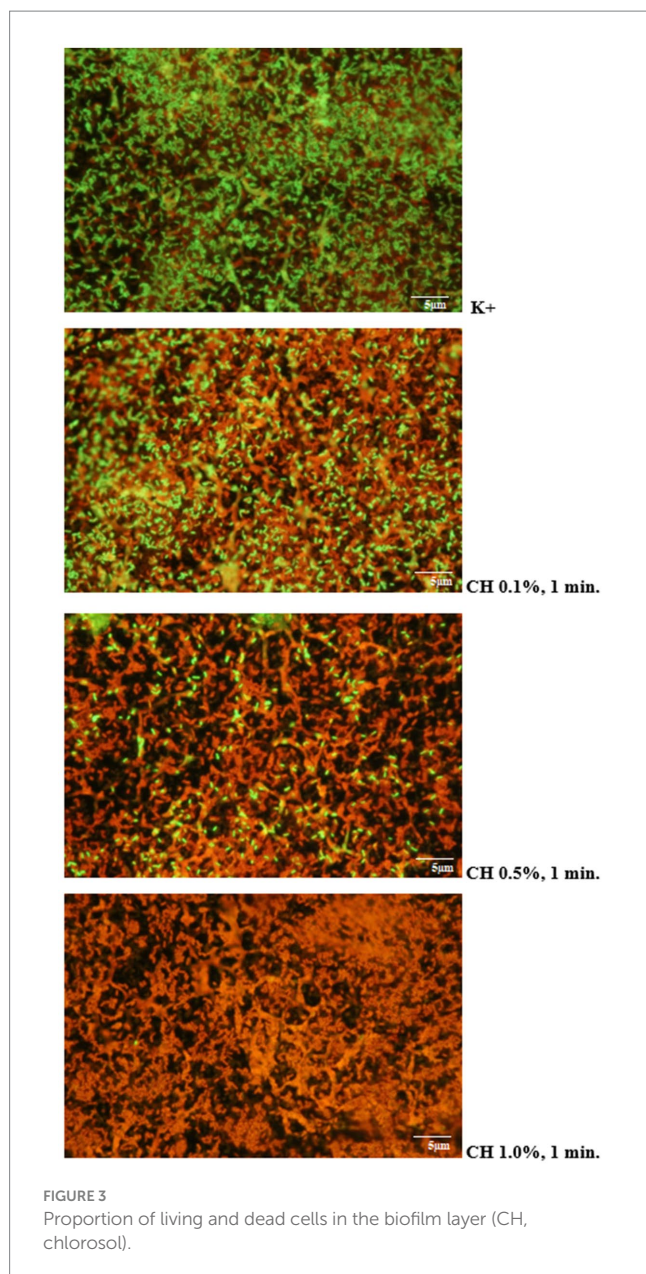 5μm
K+
5μm
CH 0.1%, 1 min.
5μm
CH 0.5%, 1 min.
5μm
CH 1.0%, 1 min.
FIGURE 3
Proportion of living and dead cells in the biofilm layer (CH,
chlorosol).